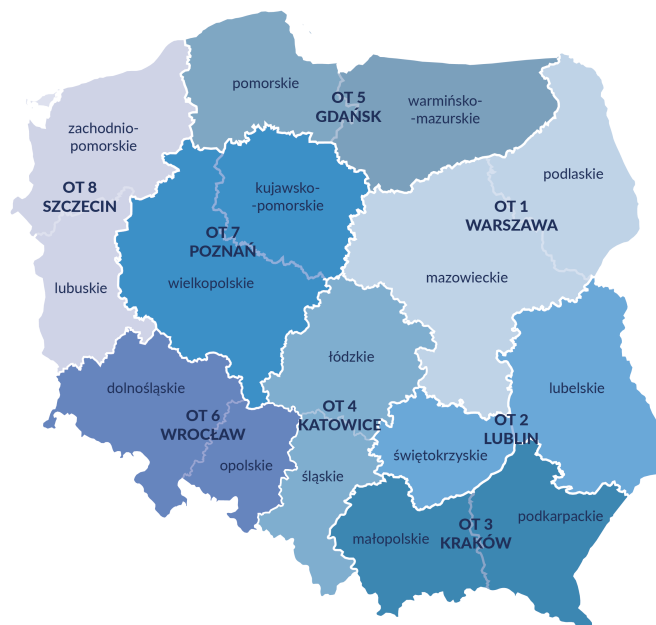 pomorskie
OT 5
GDAŃSK
warmińsko-
-mazurskie
zachodnio-
pomorskie
podlaskie
OT 8
SZCZECIN
kujawsko-
-pomorskie
OT 1
WARSZAWA
OT 7
POZNAŃ
lubuskie
wielkopolskie
mazowieckie
łódzkie
dolnośląskie
lubelskie
OT 6
WROCŁAW
OT 4
KATOWICE
OT 2
LUBLIN
opolskie
śląskie
świętokrzyskie
małopolskie
OT 3
KRAKÓW
podkarpackie